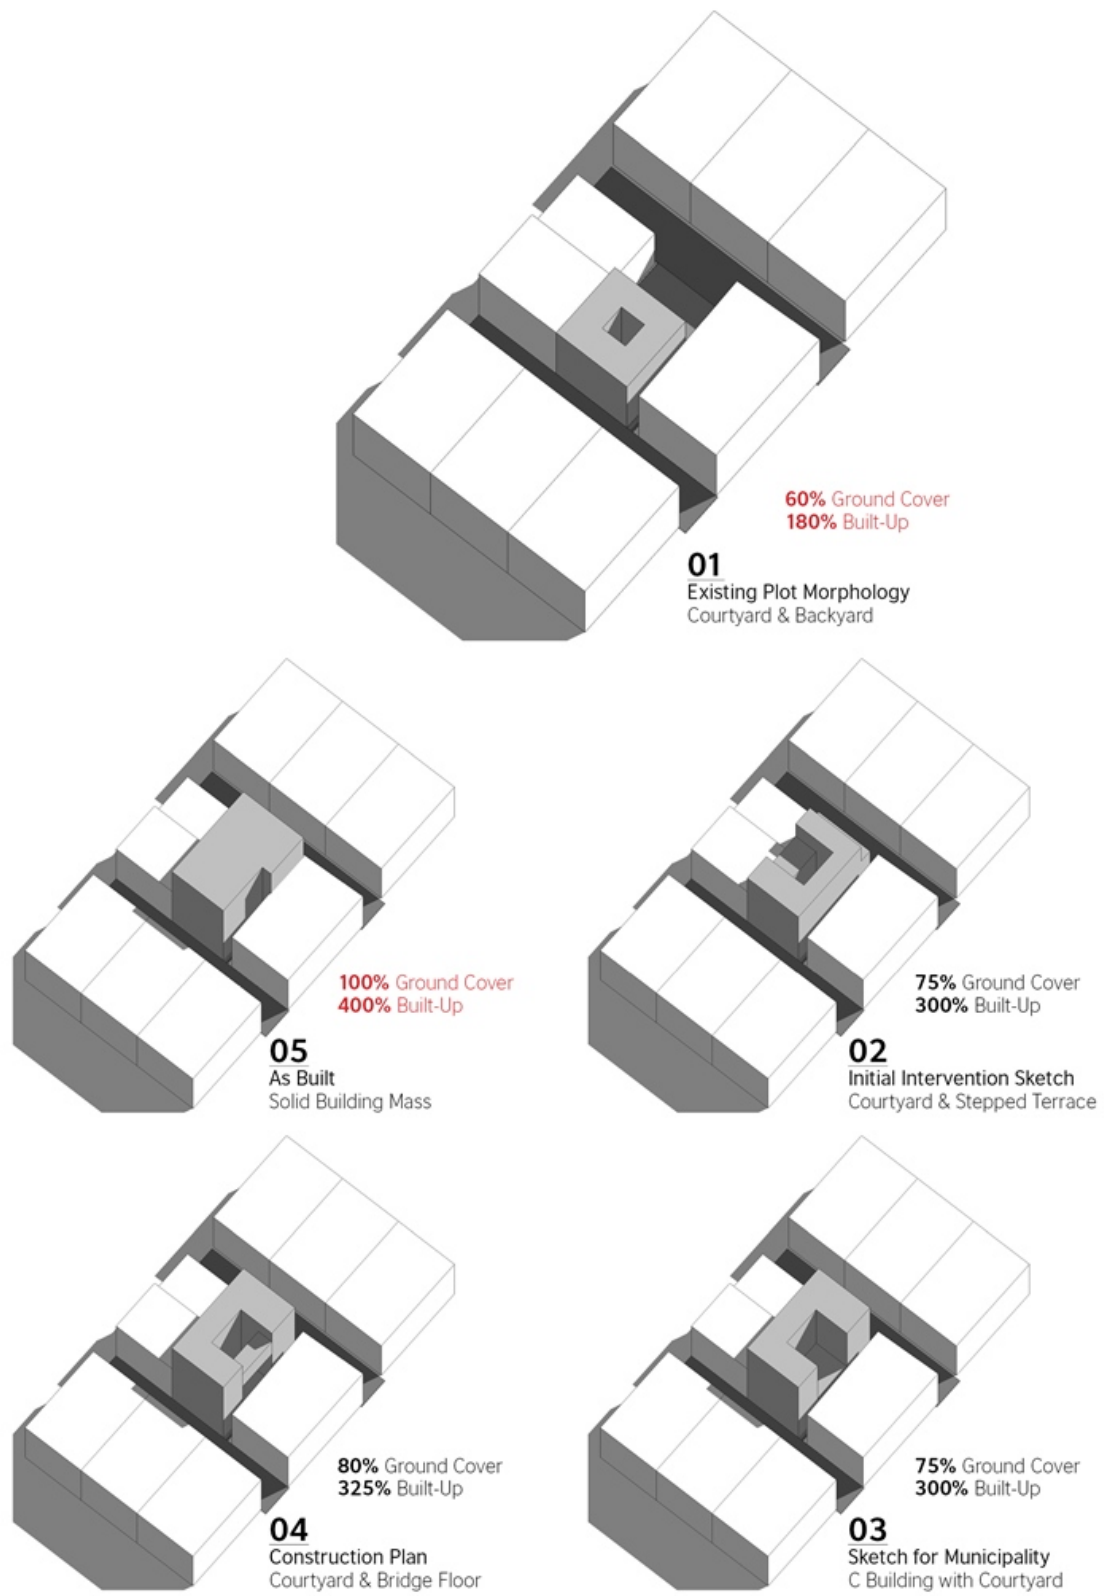 60% Ground Cover
180% Built-Up
01
Existing Plot Morphology
Courtyard & Backyard
100% Ground Cover
400% Built-Up
05
As Built
Solid Building Mass
75% Ground Cover
300% Built-Up
02
Initial Intervention Sketch
Courtyard & Stepped Terrace
80% Ground Cover
325% Built-Up
04
Construction Plan
Courtyard & Bridge Floor
75% Ground Cover
300% Built-Up
03
Sketch for Municipality
C Building with Courtyard